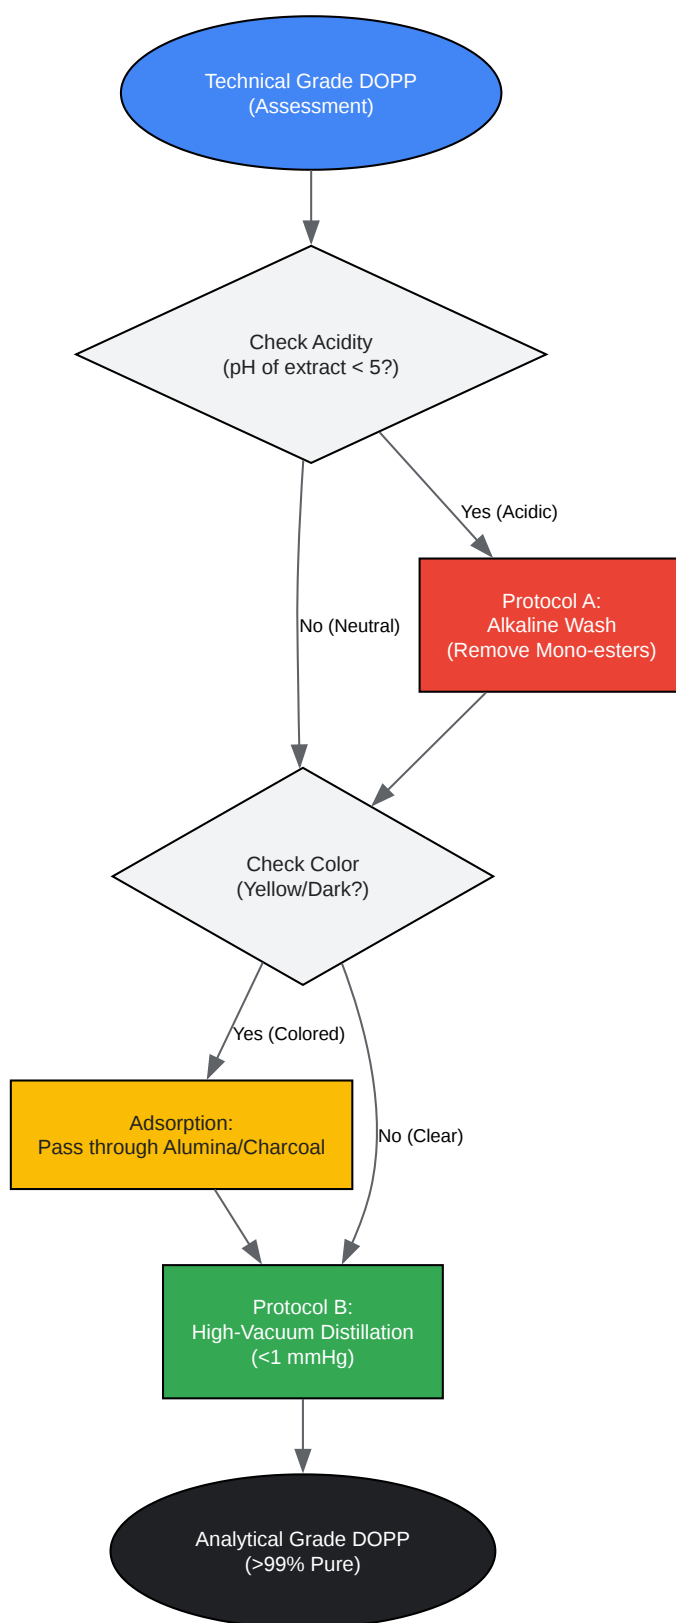 Technical Grade DOPP
(Assessment)
Check Acidity
(pH of extract < 5?)
Yes (Acidic)
Protocol A:
Alkaline Wash
(Remove Mono-esters)
No (Neutral)
Check Color
(Yellow/Dark?)
Yes (Colored)
Adsorption:
Pass through Alumina/Charcoal
No (Clear)
Protocol B:
High-Vacuum Distillation
(<1 mmHg)
Analytical Grade DOPP
(>99% Pure)